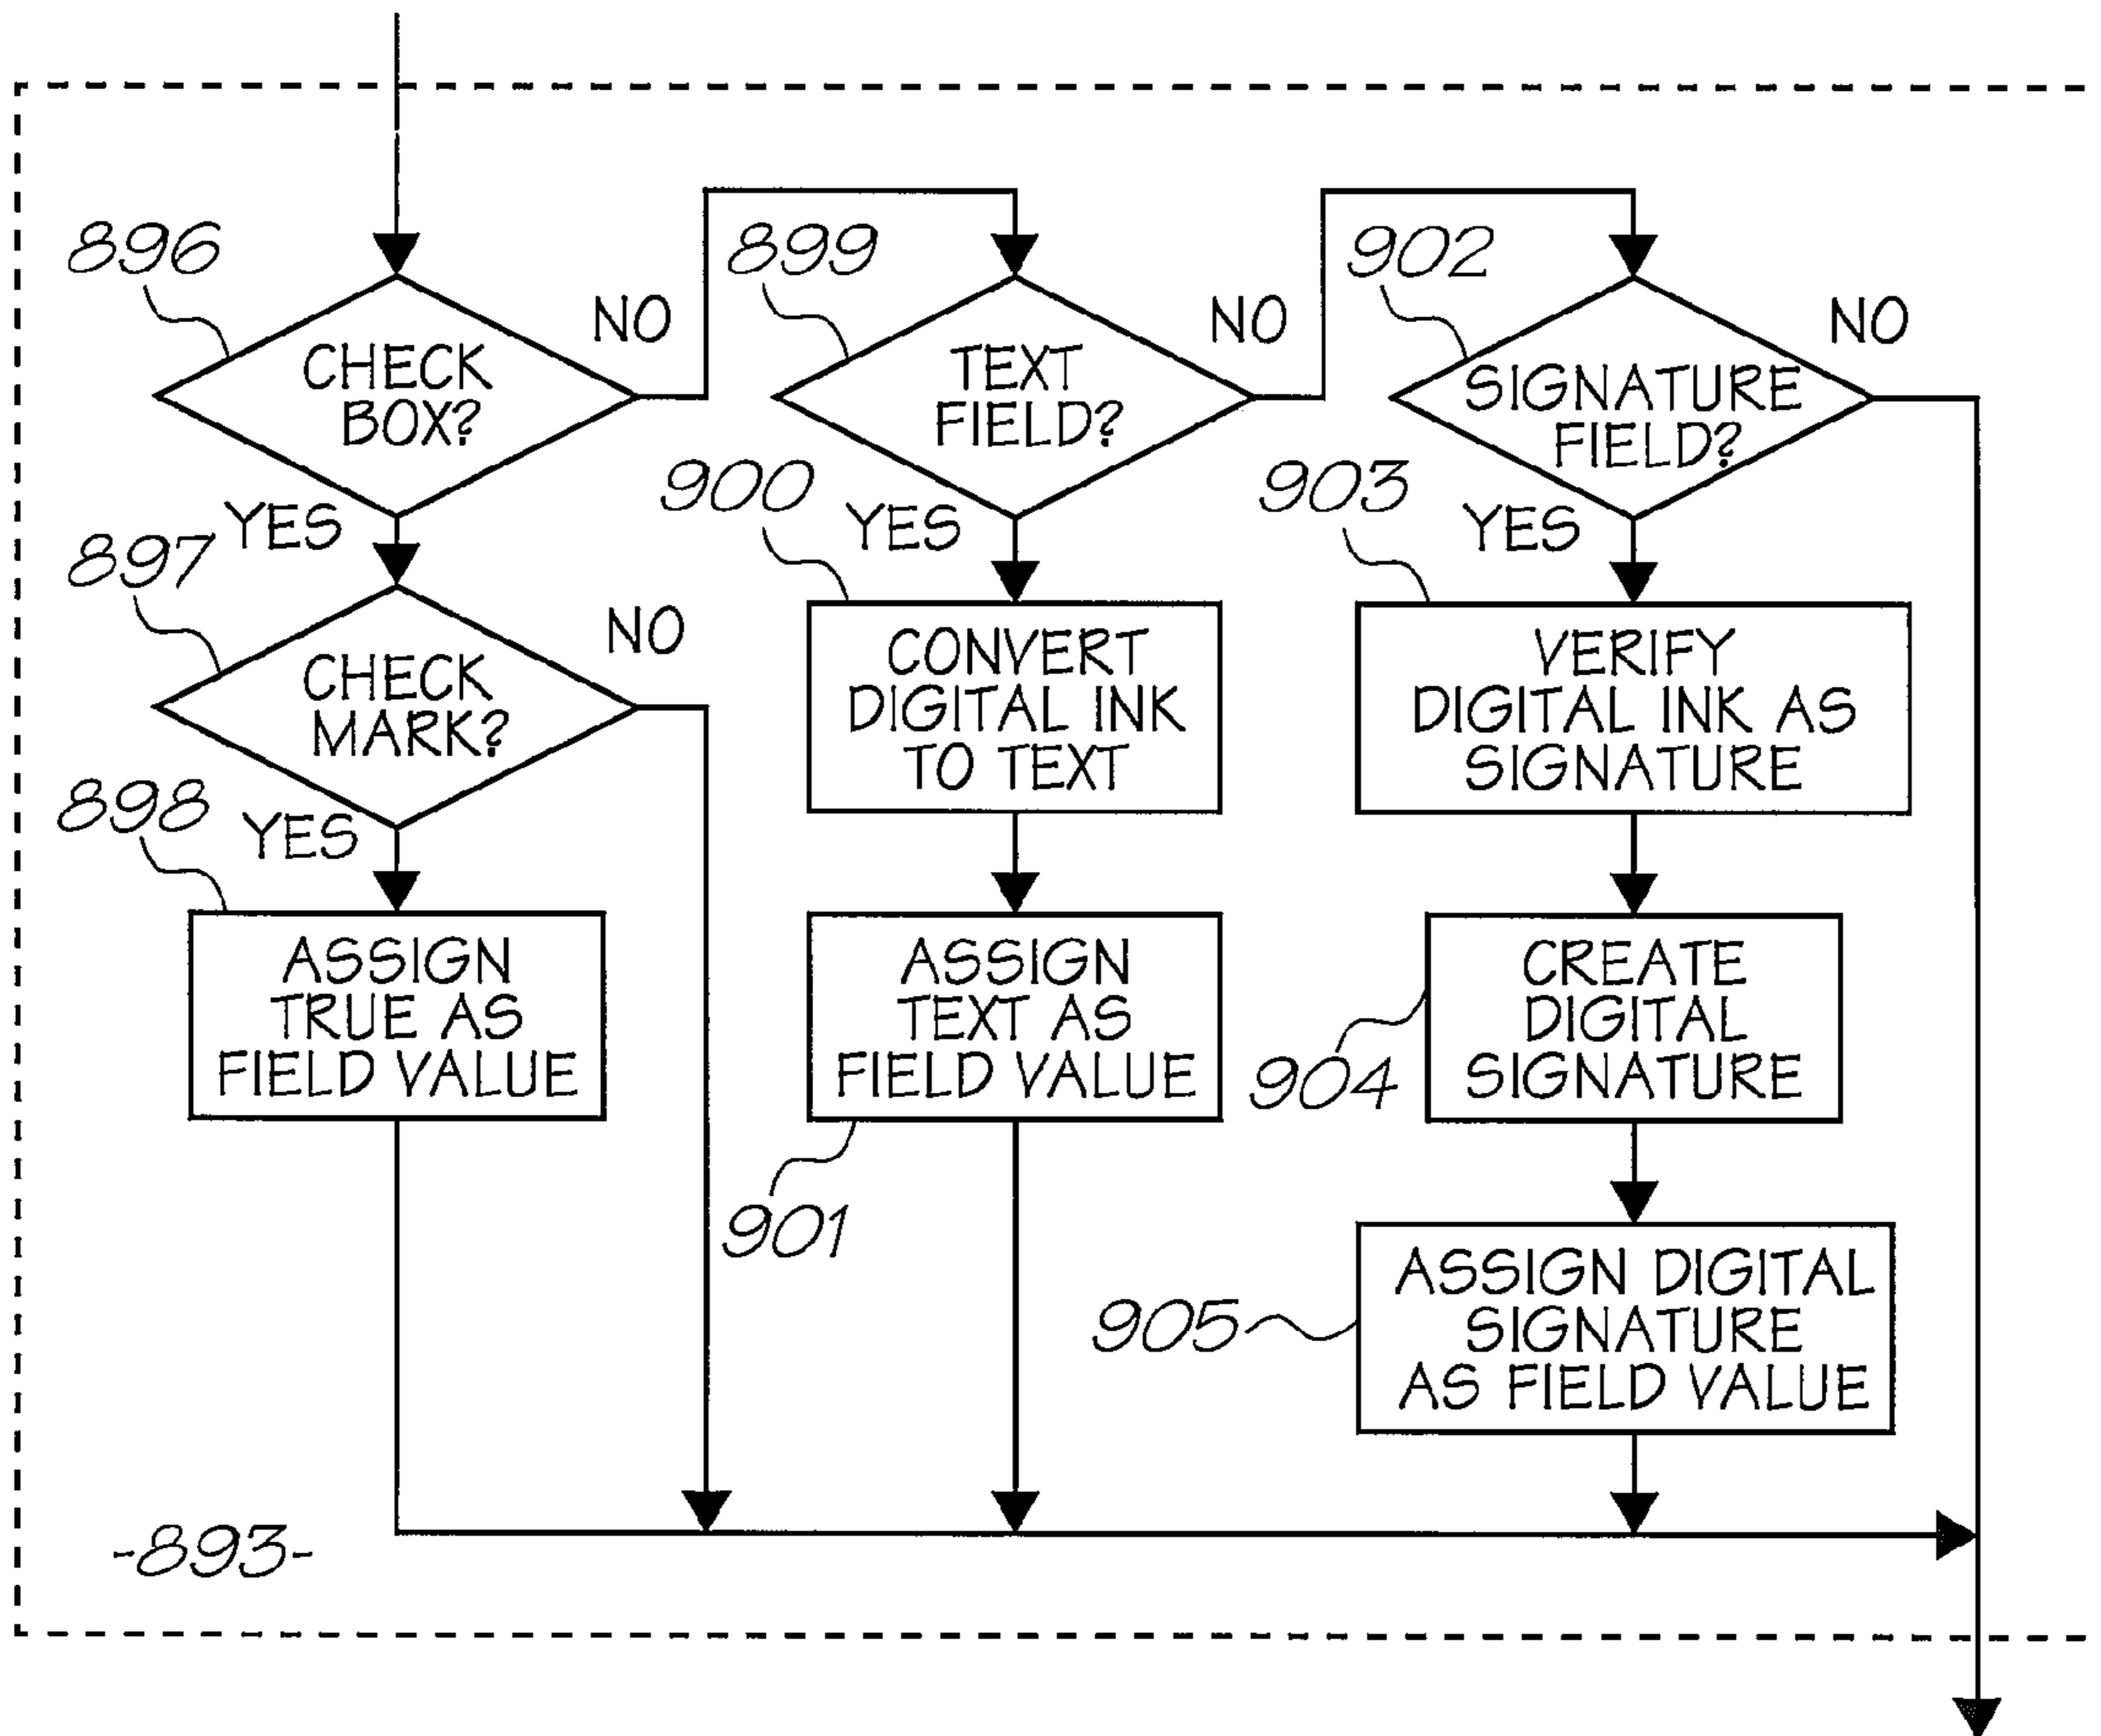 896
CHECK
BOX?
NO
YES
897
CHECK
MARK?
NO
YES
898
ASSIGN
TRUE AS
FIELD VALUE
899
TEXT
FIELD?
NO
900
YES
CONVERT
DIGITAL INK
TO TEXT
ASSIGN
TEXT AS
FIELD VALUE
901
902
SIGNATURE
FIELD?
NO
903
YES
VERIFY
DIGITAL INK AS
SIGNATURE
CREATE
DIGITAL
SIGNATURE
904
ASSIGN DIGITAL
SIGNATURE
AS FIELD VALUE
905
-893-